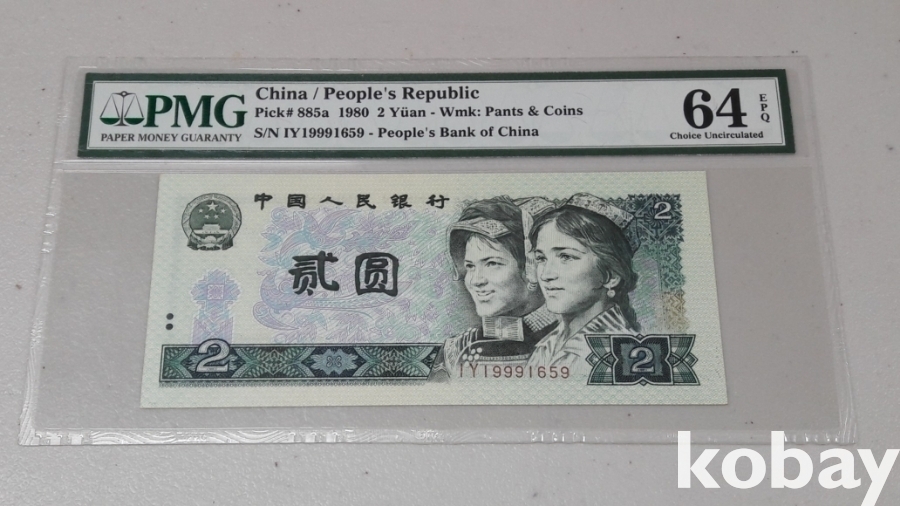 PMG
PAPER MONEY GUARANTY
China / People's Republic
Pick# 885a 1980 2 Yüan - Wmk: Pants & Coins
S/N IY19991659 - People's Bank of China
64 EPQ
Choice Uncirculated
中国人民银行
2
贰圆
2
IY19991659
2
kobay